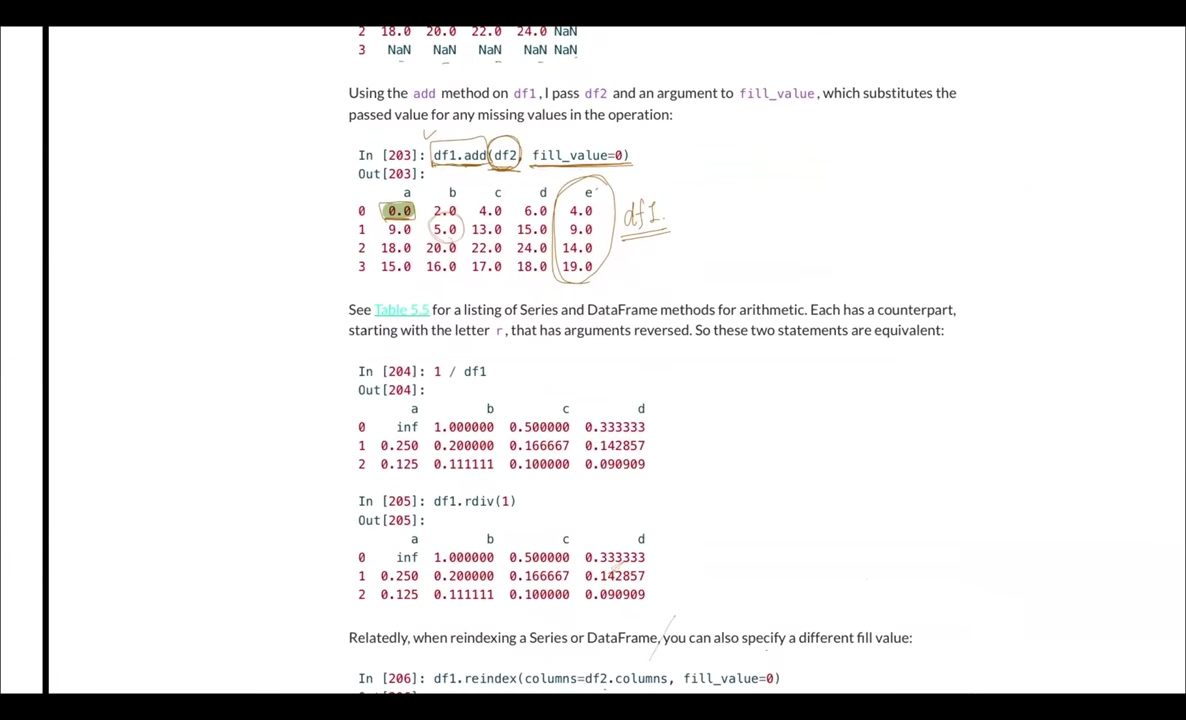 2 18.0 20.0 22.0 24.0 NaN
3 NaN NaN NaN NaN NaN
Using the add method on df1, I pass df2 and an argument to fill_value, which substitutes the
passed value for any missing values in the operation:
In [203]: df1.add(df2, fill_value=0)
Out[203]:
a b c d e
0 0.0 2.0 4.0 6.0 4.0
1 9.0 5.0 13.0 15.0 9.0
2 18.0 20.0 22.0 24.0 14.0
3 15.0 16.0 17.0 18.0 19.0
df1.
See Table 5.5 for a listing of Series and DataFrame methods for arithmetic. Each has a counterpart,
starting with the letter r, that has arguments reversed. So these two statements are equivalent:
In [204]: 1 / df1
Out[204]:
a b c d
0 inf 1.000000 0.500000 0.333333
1 0.250 0.200000 0.166667 0.142857
2 0.125 0.111111 0.100000 0.090909
In [205]: df1.rdiv(1)
Out[205]:
a b c d
0 inf 1.000000 0.500000 0.333333
1 0.250 0.200000 0.166667 0.142857
2 0.125 0.111111 0.100000 0.090909
Relatedly, when reindexing a Series or DataFrame, you can also specify a different fill value:
In [206]: df1.reindex(columns=df2.columns, fill_value=0)